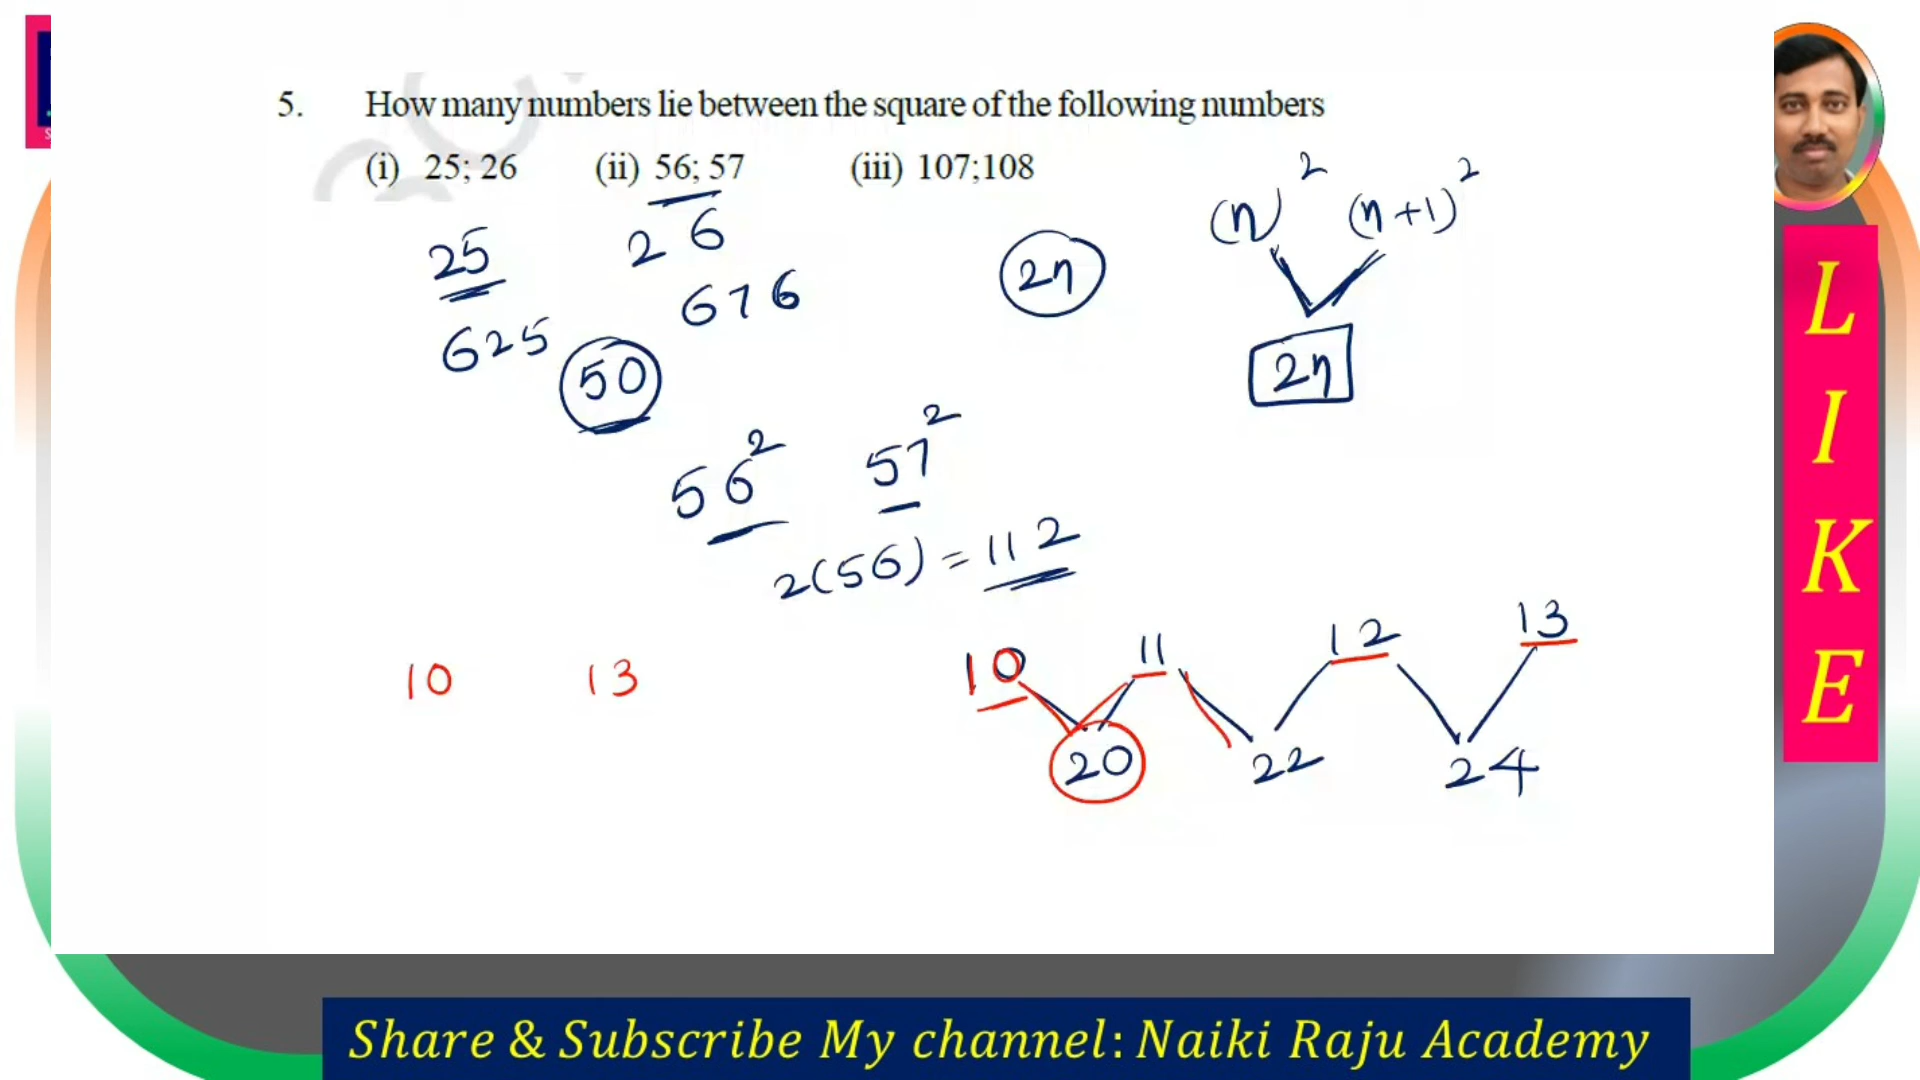 5. How many numbers lie between the square of the following numbers
(i) 25; 26 (ii) 56; 57 (iii) 107;108
(n)² (n+1)²
25 26 2n
625 676
50 2n
56² 57²
2(56) = 112
10 13 10 11 12 13
20 22 24
L
I
K
E
Share & Subscribe My channel: Naiki Raju Academy